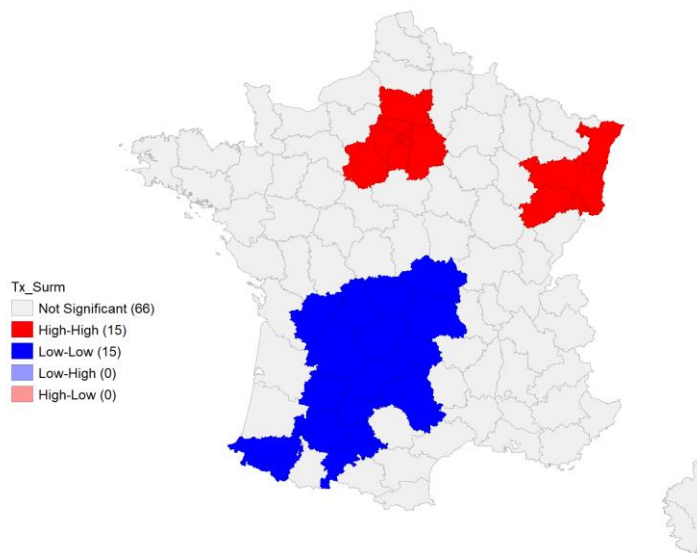 Tx_Surm
Not Significant (66)
High-High (15)
Low-Low (15)
Low-High (0)
High-Low (0)